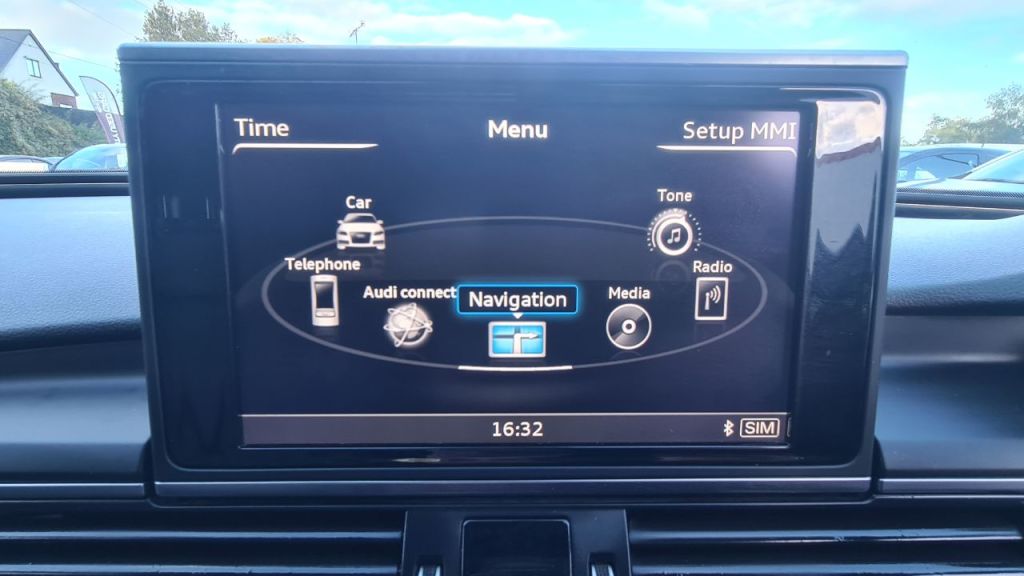 Time
Menu
Setup MMI
Car
Tone
Telephone
Radio
Audi connect
Navigation
Media
16:32
SIM